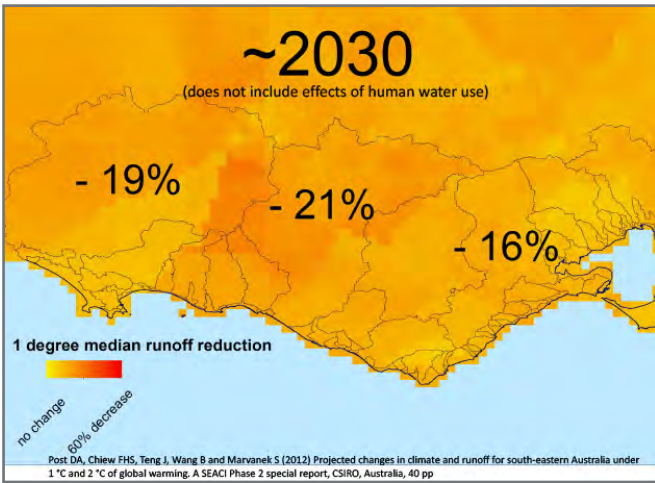 ~2030
(does not include effects of human water use)
- 19%
- 21%
- 16%
1 degree median runoff reduction
no change
60% decrease
Post DA, Chiew FHS, Teng J, Wang B and Marvanek S (2012) Projected changes in climate and runoff for south-eastern Australia under
1 °C and 2 °C of global warming. A SEACI Phase 2 special report, CSIRO, Australia, 40 pp